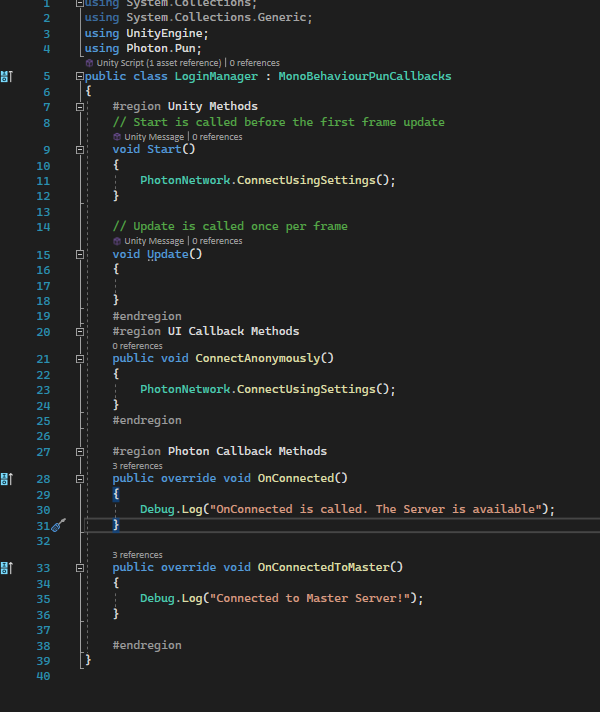 1 using System.Collections;
2 using System.Collections.Generic;
3 using UnityEngine;
4 using Photon.Pun;
Unity Script (1 asset reference) | 0 references
5 public class LoginManager : MonoBehaviourPunCallbacks
6 {
7 #region Unity Methods
8 // Start is called before the first frame update
Unity Message | 0 references
9 void Start()
10 {
11 PhotonNetwork.ConnectUsingSettings();
12 }
13
14 // Update is called once per frame
Unity Message | 0 references
15 void Update()
16 {
17
18 }
19 #endregion
20 #region UI Callback Methods
0 references
21 public void ConnectAnonymously()
22 {
23 PhotonNetwork.ConnectUsingSettings();
24 }
25 #endregion
26
27 #region Photon Callback Methods
3 references
28 public override void OnConnected()
29 {
30 Debug.Log("OnConnected is called. The Server is available");
31 }
32
3 references
33 public override void OnConnectedToMaster()
34 {
35 Debug.Log("Connected to Master Server!");
36 }
37
38 #endregion
39 }
40